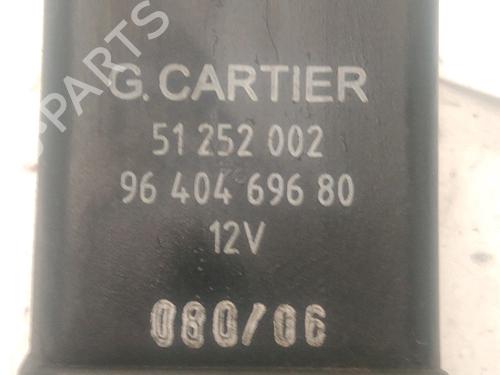 PARTS
G. CARTIER
51 252 002
96 404 696 80
12V
080/06